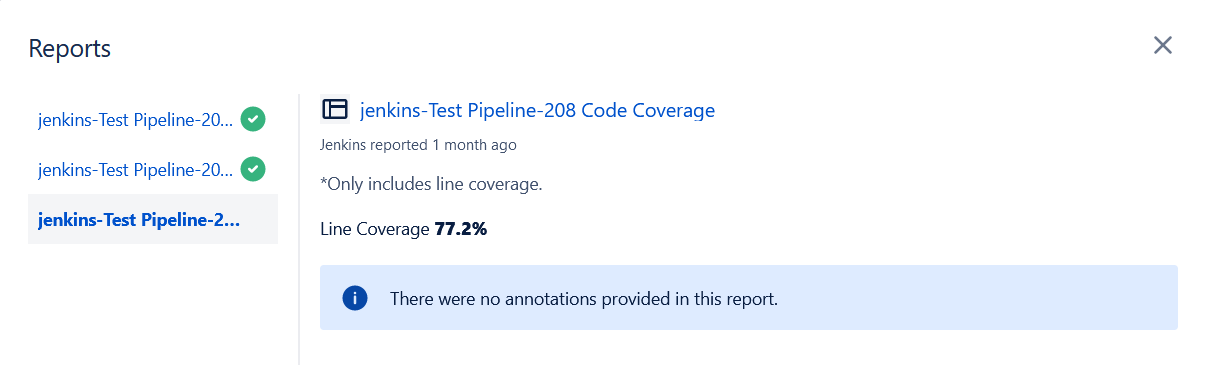 Reports
jenkins-Test Pipeline-20...
jenkins-Test Pipeline-20...
jenkins-Test Pipeline-2...
jenkins-Test Pipeline-208 Code Coverage
Jenkins reported 1 month ago
*Only includes line coverage.
Line Coverage 77.2%
There were no annotations provided in this report.